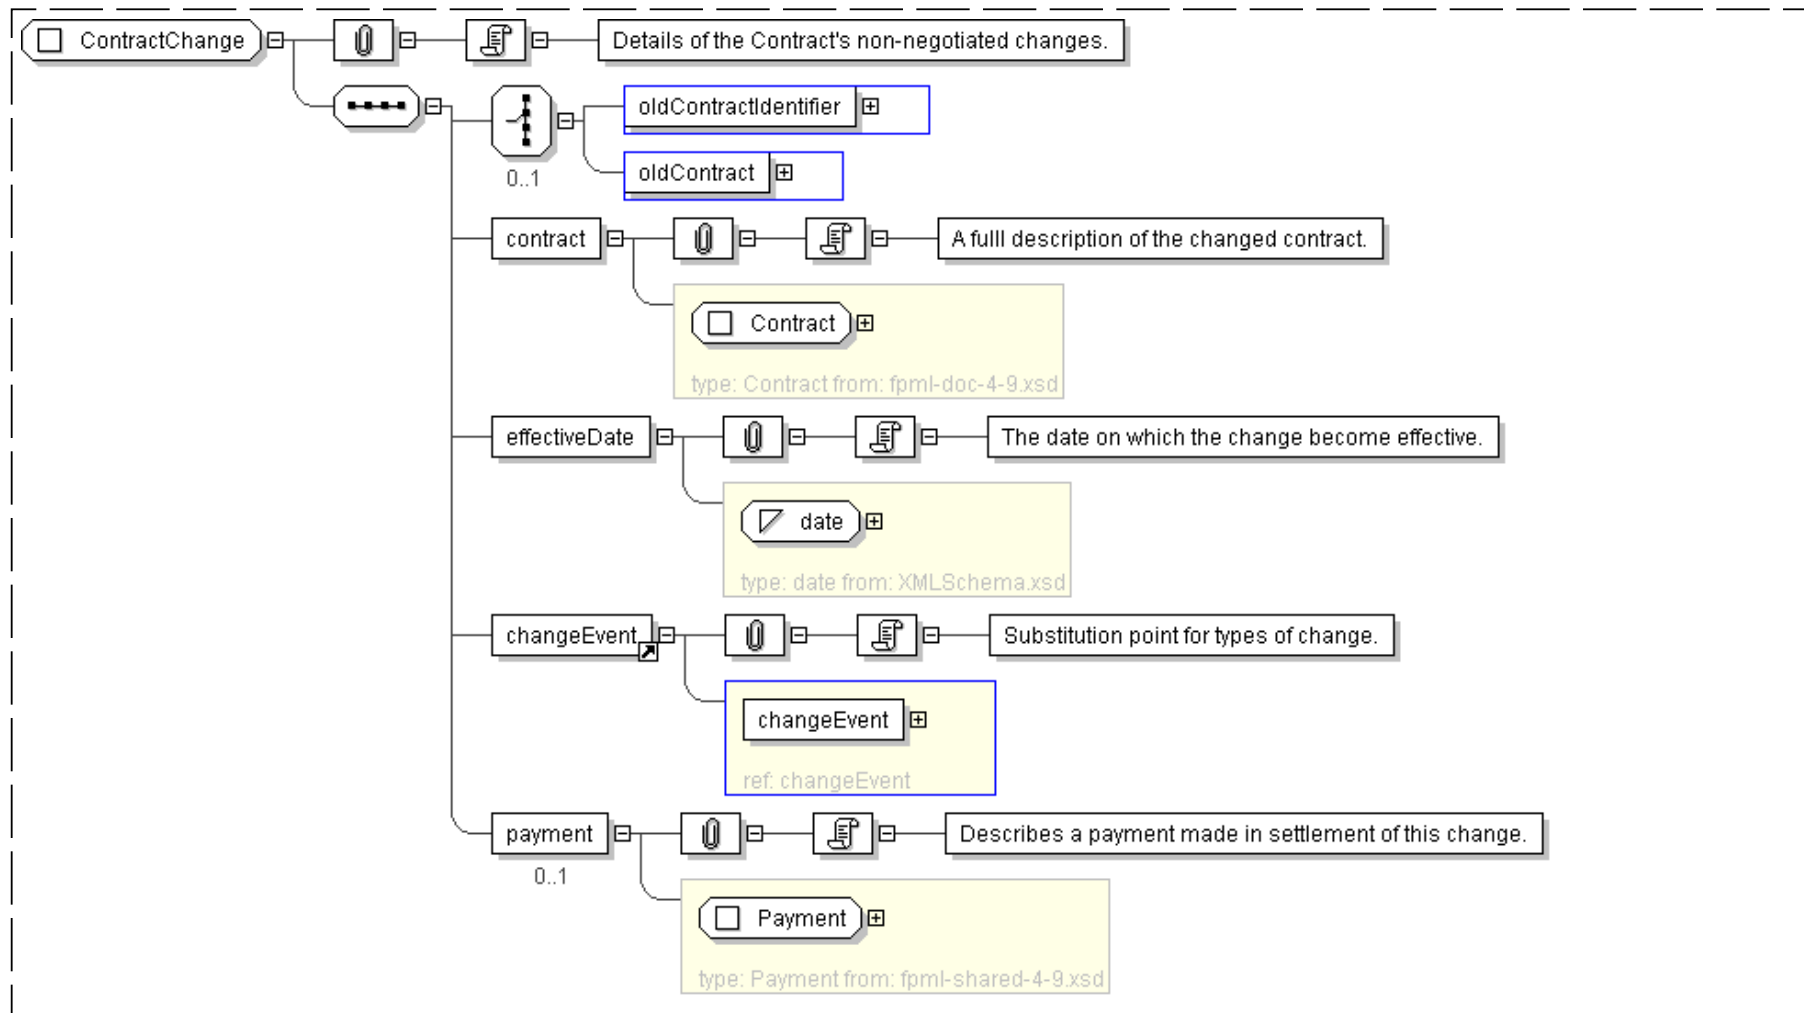 ContractChange
Details of the Contract's non-negotiated changes.
oldContractIdentifier
oldContract
0..1
contract
A fulll description of the changed contract.
Contract
type: Contract from: fpml-doc-4-9.xsd
effectiveDate
The date on which the change become effective.
date
type: date from: XMLSchema.xsd
changeEvent
Substitution point for types of change.
changeEvent
ref: changeEvent
payment
Describes a payment made in settlement of this change.
0..1
Payment
type: Payment from: fpml-shared-4-9.xsd